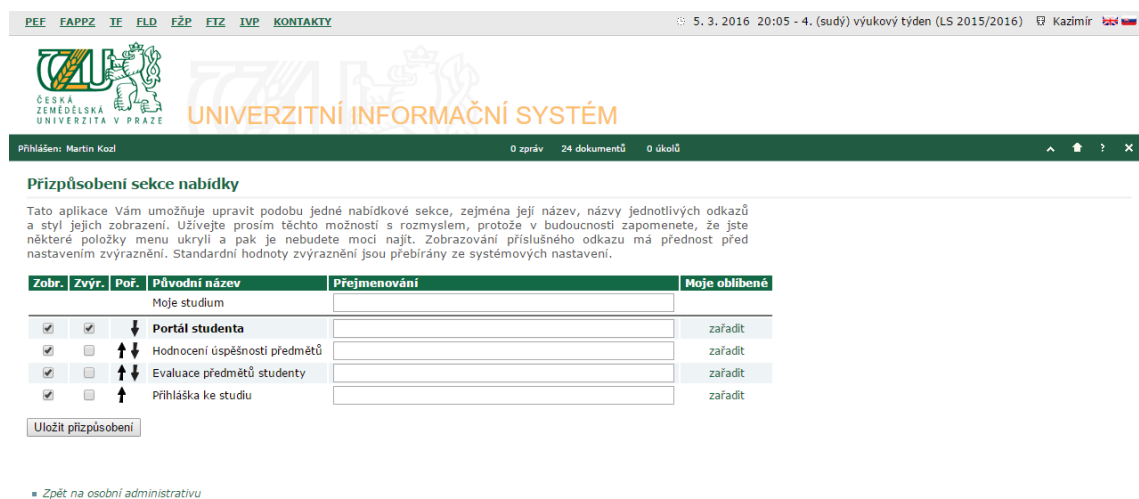 PEF FAPPZ TF FLD FŽP FTZ IVP KONTAKTY
5. 3. 2016 20:05 - 4. (sudý) výukový týden (LS 2015/2016) Kazimír
ČESKÁ
ZEMĚDĚLSKÁ
UNIVERZITA V PRAZE
UNIVERZITNÍ INFORMAČNÍ SYSTÉM
Přihlášen: Martin Kozl 0 zpráv 24 dokumentů 0 úkolů ?
Přizpůsobení sekce nabídky
Tato aplikace Vám umožňuje upravit podobu jedné nabídkové sekce, zejména její název, názvy jednotlivých odkazů
a styl jejich zobrazení. Užívejte prosím těchto možností s rozmyslem, protože v budoucnosti zapomenete, že jste
některé položky menu ukryli a pak je nebudete moci najít. Zobrazování příslušného odkazu má přednost před
nastavením zvýraznění. Standardní hodnoty zvýraznění jsou přebírány ze systémových nastavení.
Zobr. Zvýr. Poř. Původní název Přejmenování Moje oblíbené
Moje studium
Portál studenta zařadit
Hodnocení úspěšnosti předmětů zařadit
Evaluace předmětů studenty zařadit
Přihláška ke studiu zařadit
Uložit přizpůsobení
Zpět na osobní administrativu